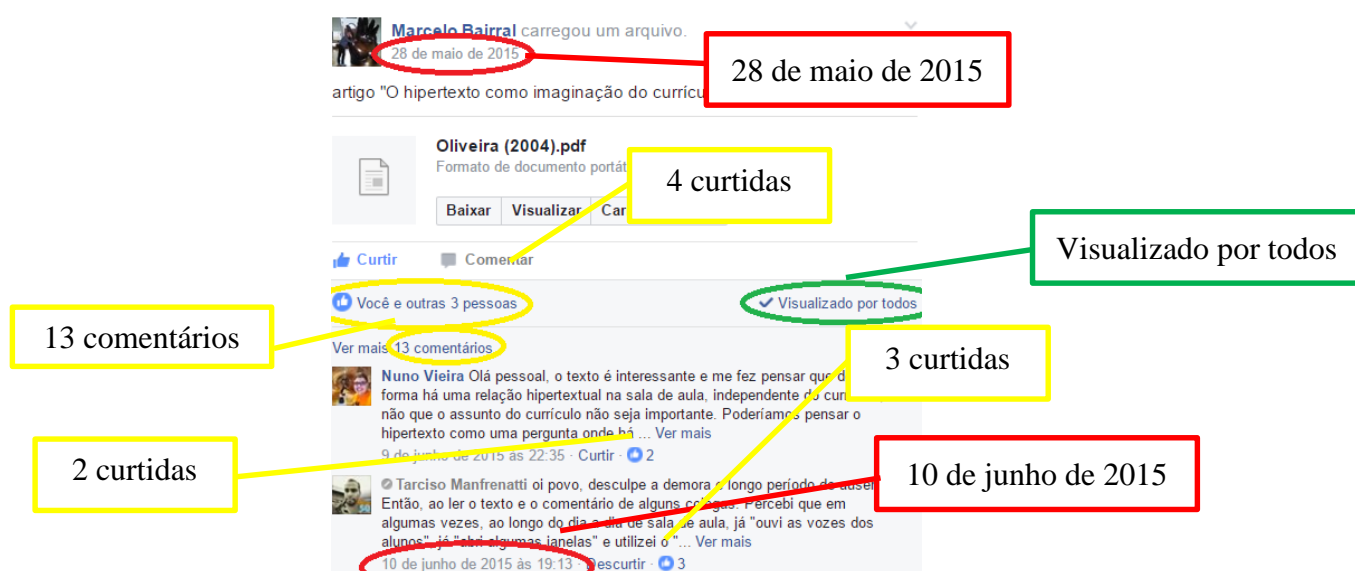 Marcelo Bairral carregou um arquivo.
28 de maio de 2015
28 de maio de 2015
artigo "O hipertexto como imaginação do currícu
Oliveira (2004).pdf
Formato de documento portát
4 curtidas
Baixar Visualizar Car
Visualizado por todos
Curtir Comentar
Você e outras 3 pessoas
Visualizado por todos
13 comentários
Ver mais 13 comentários
3 curtidas
Nuno Vieira Olá pessoal, o texto é interessante e me fez pensar que d
forma há uma relação hipertextual na sala de aula, independente do cur
não que o assunto do currículo não seja importante. Poderíamos pensar o
hipertexto como uma pergunta onde há ... Ver mais
9 de junho de 2015 às 22:35 · Curtir · 2
2 curtidas
10 de junho de 2015
Tarciso Manfrenatti oi povo, desculpe a demora e longo período de ausen
Então, ao ler o texto e o comentário de alguns colegas. Percebi que em
algumas vezes, ao longo do dia a dia de sala de aula, já "ouvi as vozes dos
alunos", já "abri algumas janelas" e utilizei o "... Ver mais
10 de junho de 2015 às 19:13 · Descurtir · 3